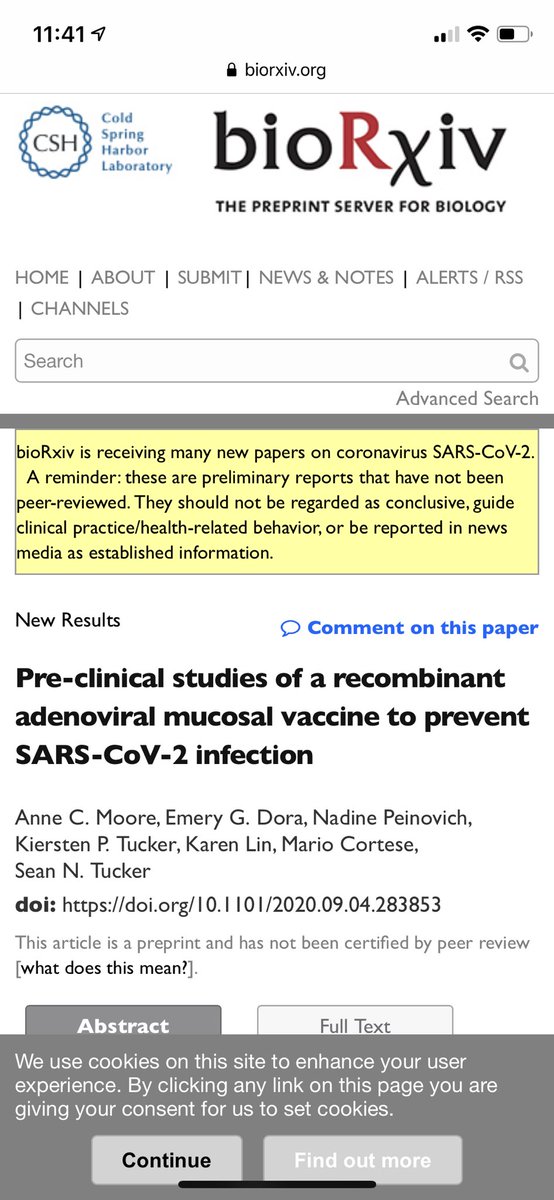 11:41
biorxiv.org
CSH
Cold
Spring
Harbor
Laboratory
bioRxiv
THE PREPRINT SERVER FOR BIOLOGY
HOME | ABOUT | SUBMIT | NEWS & NOTES | ALERTS / RSS
| CHANNELS
Search
Advanced Search
bioRxiv is receiving many new papers on coronavirus SARS-CoV-2.
A reminder: these are preliminary reports that have not been
peer-reviewed. They should not be regarded as conclusive, guide
clinical practice/health-related behavior, or be reported in news
media as established information.
New Results
Comment on this paper
Pre-clinical studies of a recombinant
adenoviral mucosal vaccine to prevent
SARS-CoV-2 infection
Anne C. Moore, Emery G. Dora, Nadine Peinovich,
Kiersten P. Tucker, Karen Lin, Mario Cortese,
Sean N. Tucker
doi: https://doi.org/10.1101/2020.09.04.283853
This article is a preprint and has not been certified by peer review
[what does this mean?].
Abstract
Full Text
We use cookies on this site to enhance your user
experience. By clicking any link on this page you are
giving your consent for us to set cookies.
Continue
Find out more